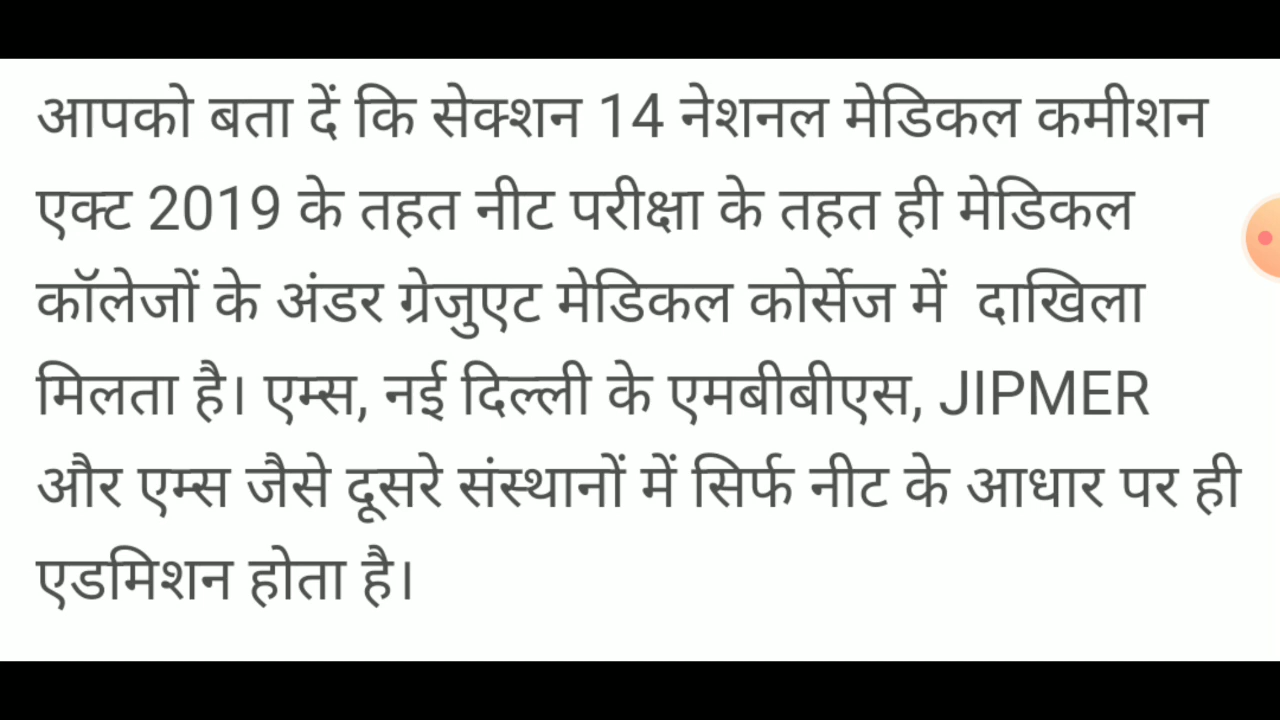 आपको बता दें कि सेक्शन 14 नेशनल मेडिकल कमीशन
एक्ट 2019 के तहत नीट परीक्षा के तहत ही मेडिकल
कॉलेजों के अंडर ग्रेजुएट मेडिकल कोर्सेज में  दाखिला
मिलता है। एम्स, नई दिल्ली के एमबीबीएस, JIPMER
और एम्स जैसे दूसरे संस्थानों में सिर्फ नीट के आधार पर ही
एडमिशन होता है।